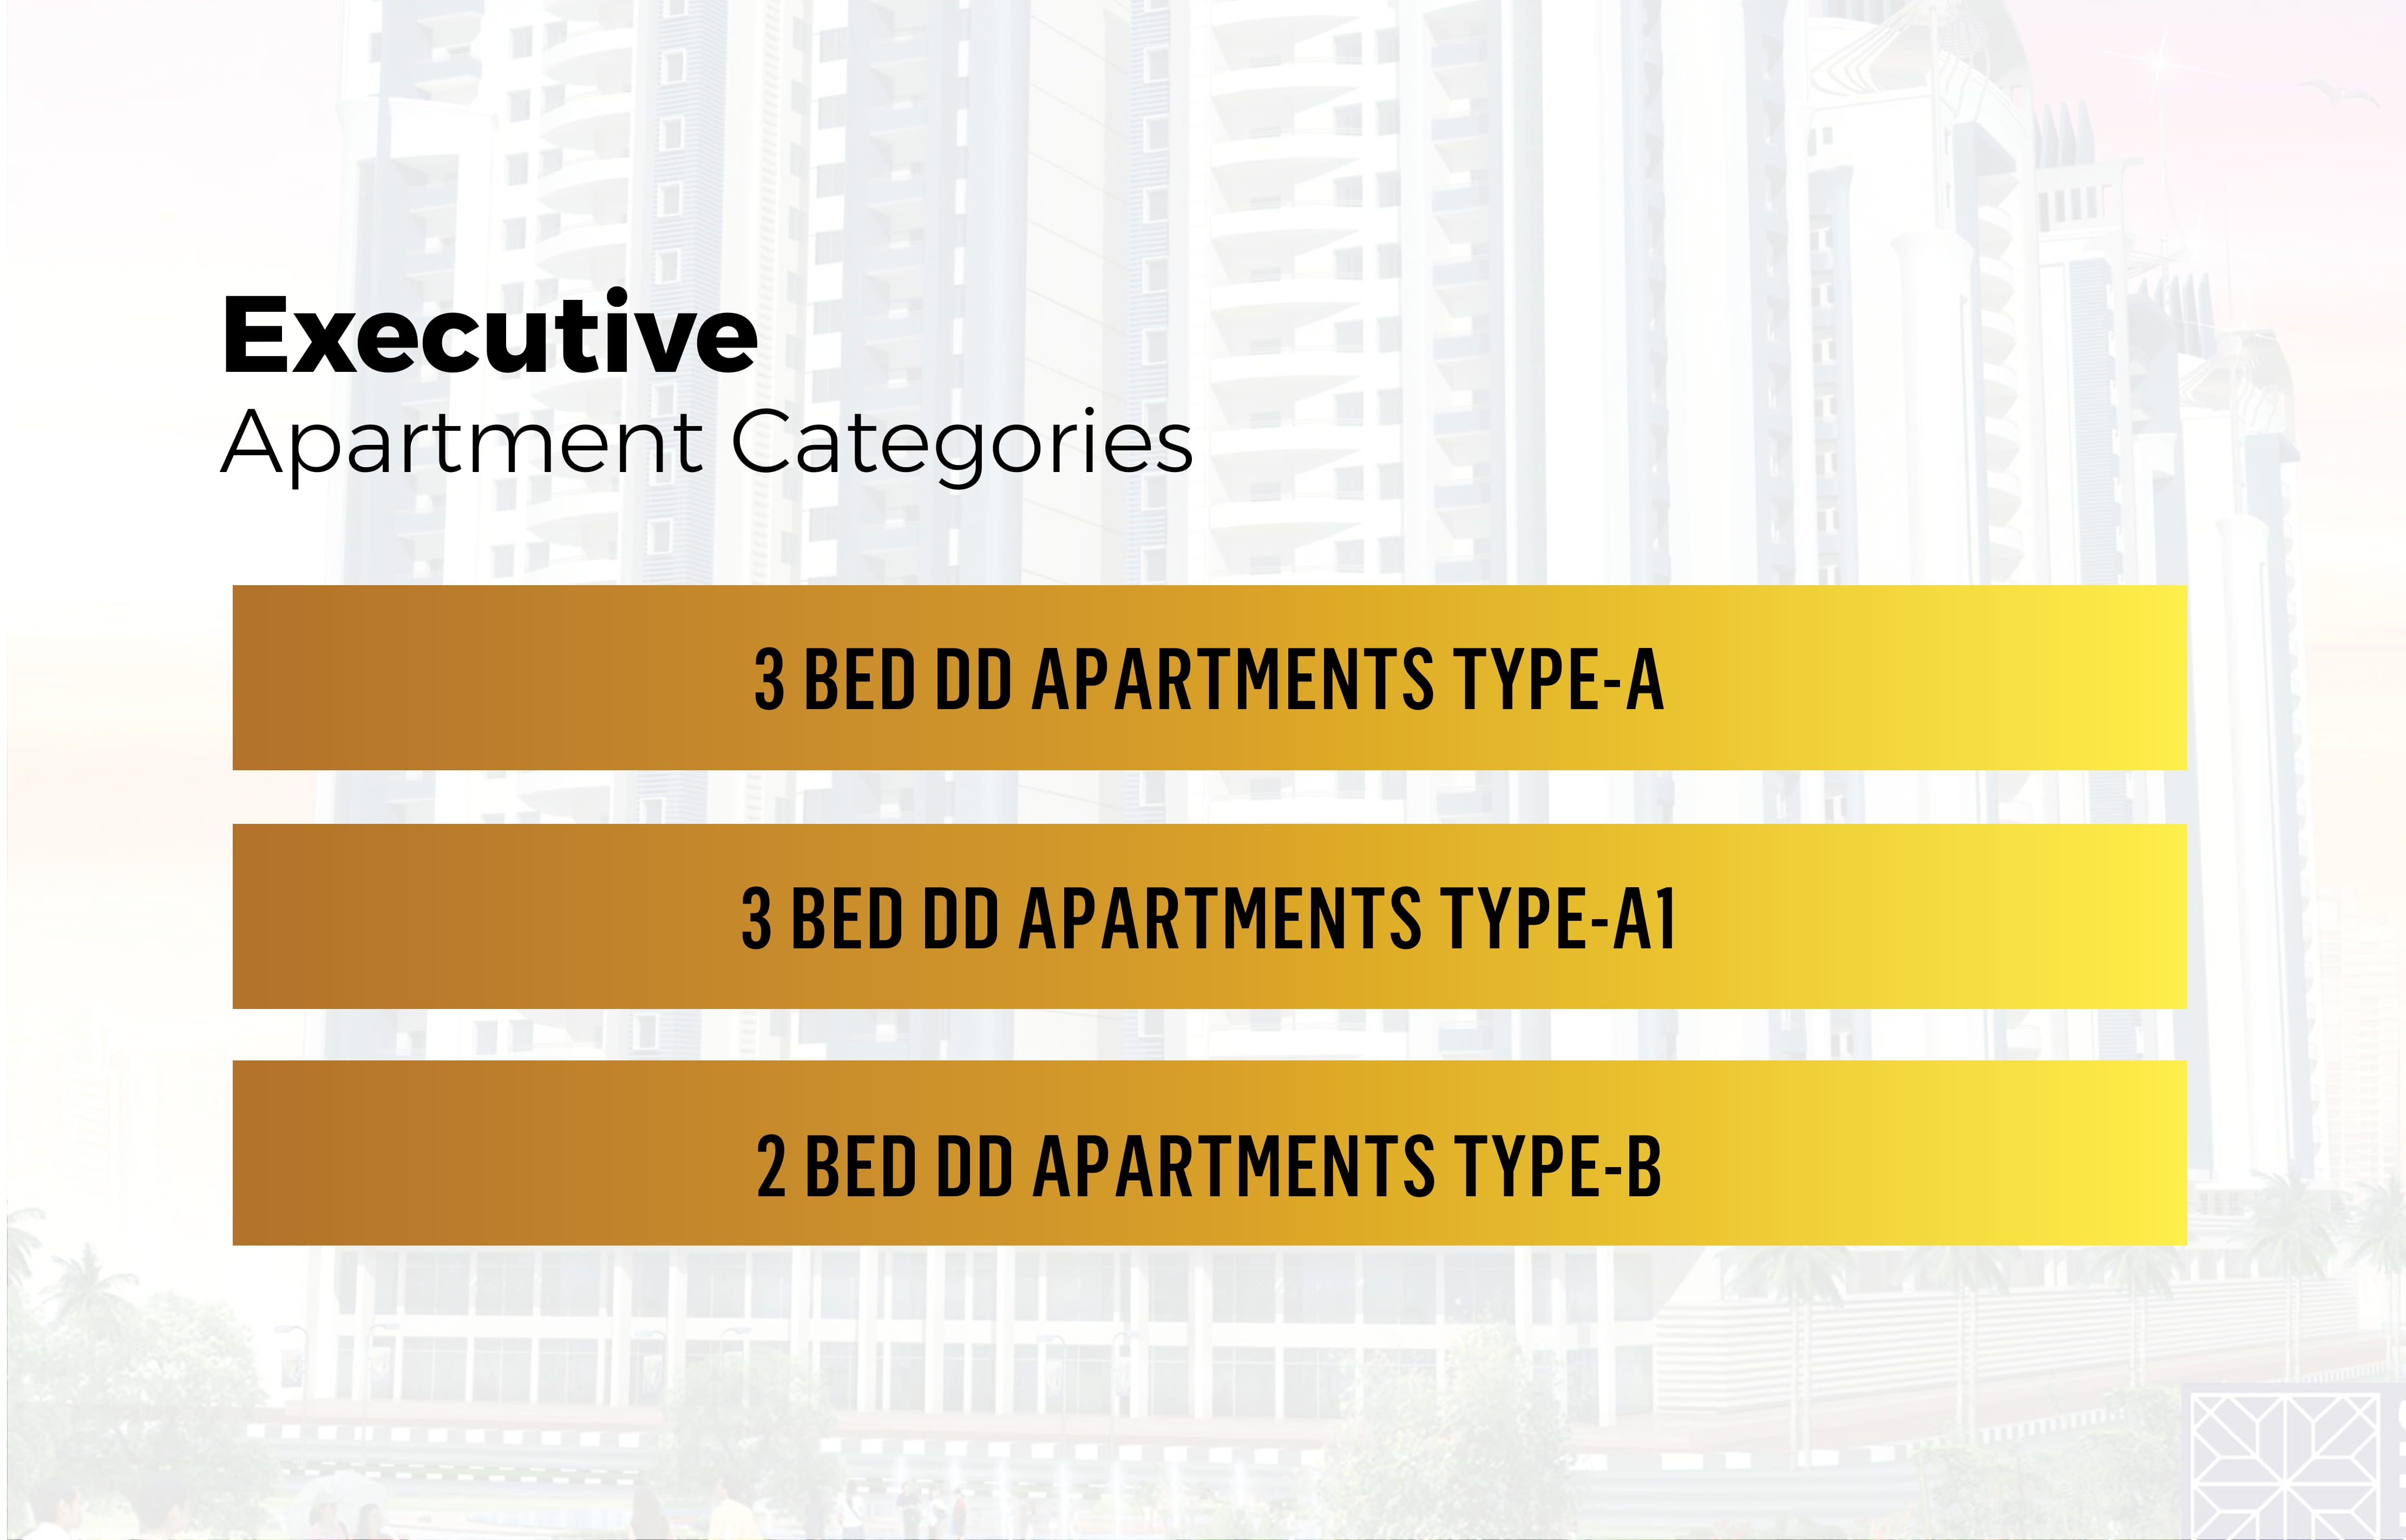 Executive
Apartment Categories
3 BED DD APARTMENTS TYPE-A
3 BED DD APARTMENTS TYPE-A1
2 BED DD APARTMENTS TYPE-B